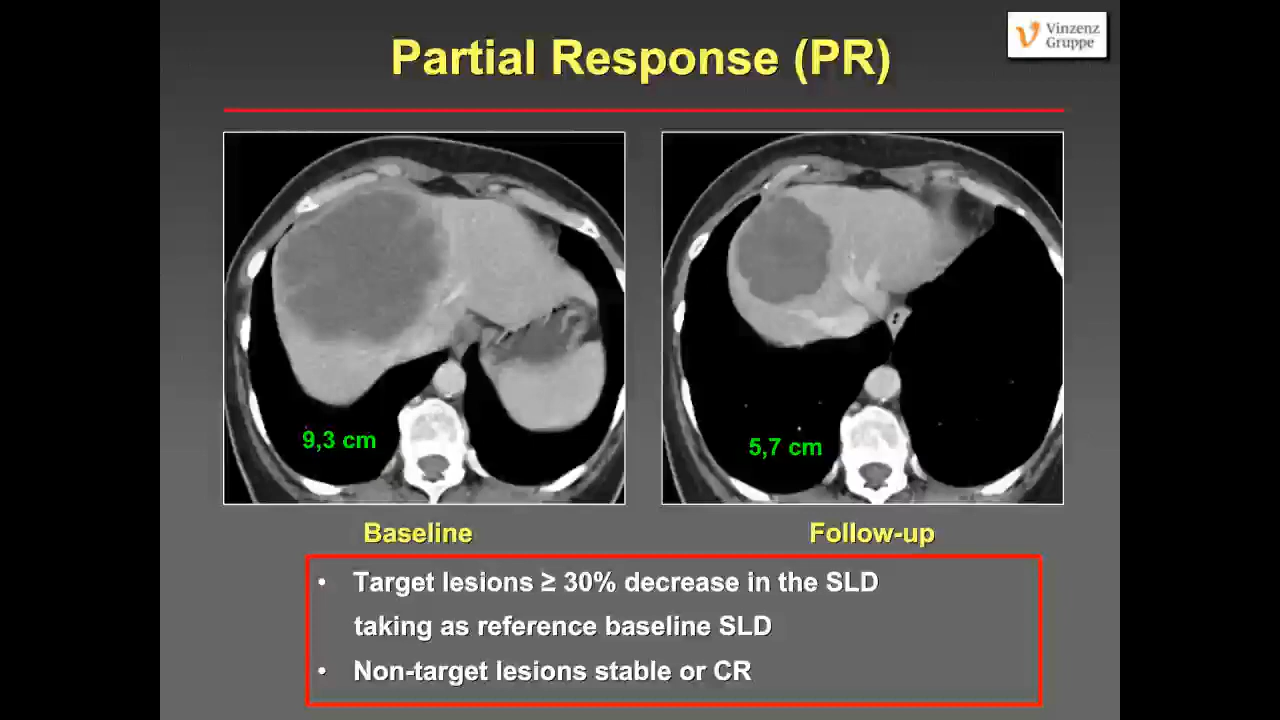 Vinzenz
Gruppe
Partial Response (PR)
9,3 cm
5,7 cm
Baseline
Follow-up
• Target lesions ≥ 30% decrease in the SLD
taking as reference baseline SLD
• Non-target lesions stable or CR